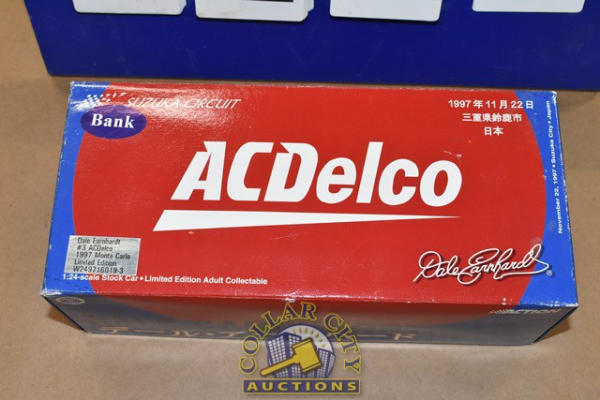 SUZUKA CIRCUIT
Bank
1997年11月22日
三重県鈴鹿市
日本
November 22, 1997 • Suzuka City • Japan
ACDelco
Dale Earnhardt
#3 ACDelco
1997 Monte Carlo
Limited Edition
W249716019-3
1:24-scale Stock Car • Limited Edition Adult Collectable
Dale Earnhardt
ACTION
COLLAR CITY
AUCTIONS